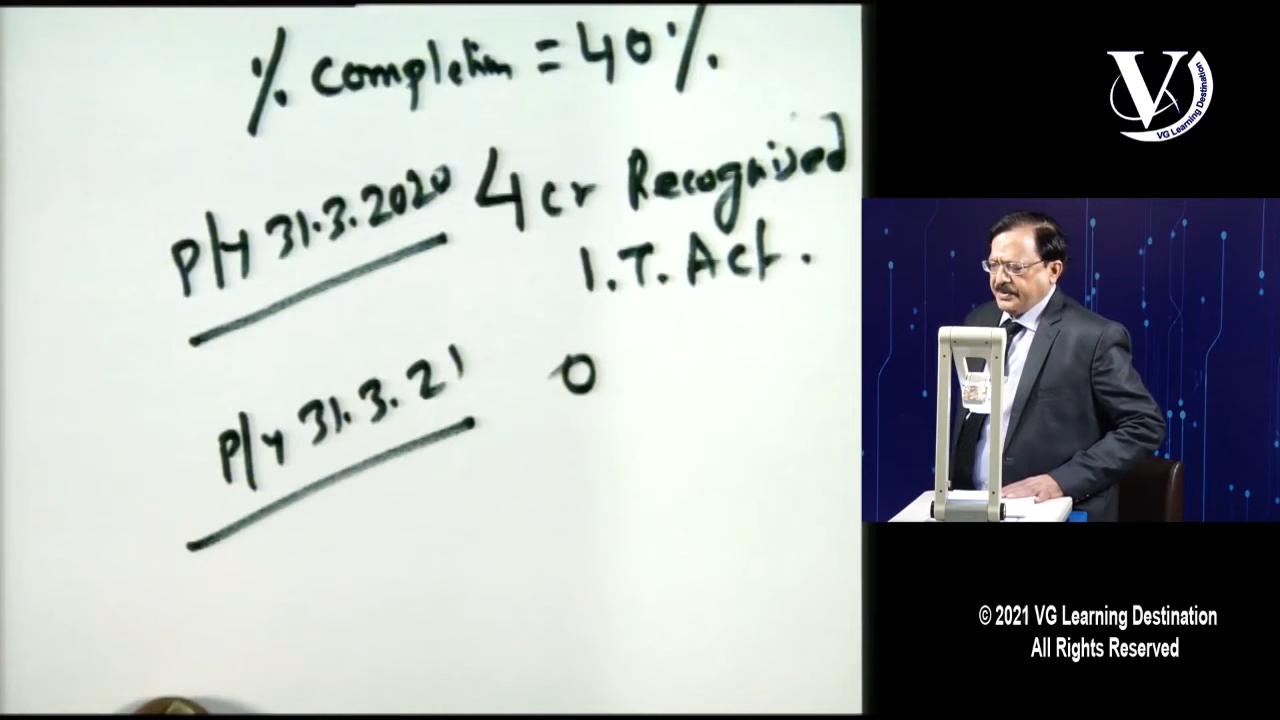 % completion = 40%.
P/y 31.3.2020 4 cr Recognised
I.T. Act.
P/y 31.3.21 0
V
VG Learning Destination
© 2021 VG Learning Destination
All Rights Reserved